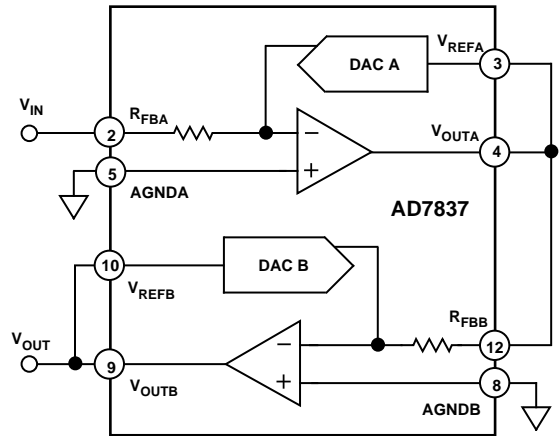 DAC A
V_REFA
3
V_IN
2
R_FBA
−
+
V_OUTA
4
5
AGNDA
AD7837
10
V_REFB
DAC B
R_FBB
12
V_OUT
9
V_OUTB
−
+
8
AGNDB